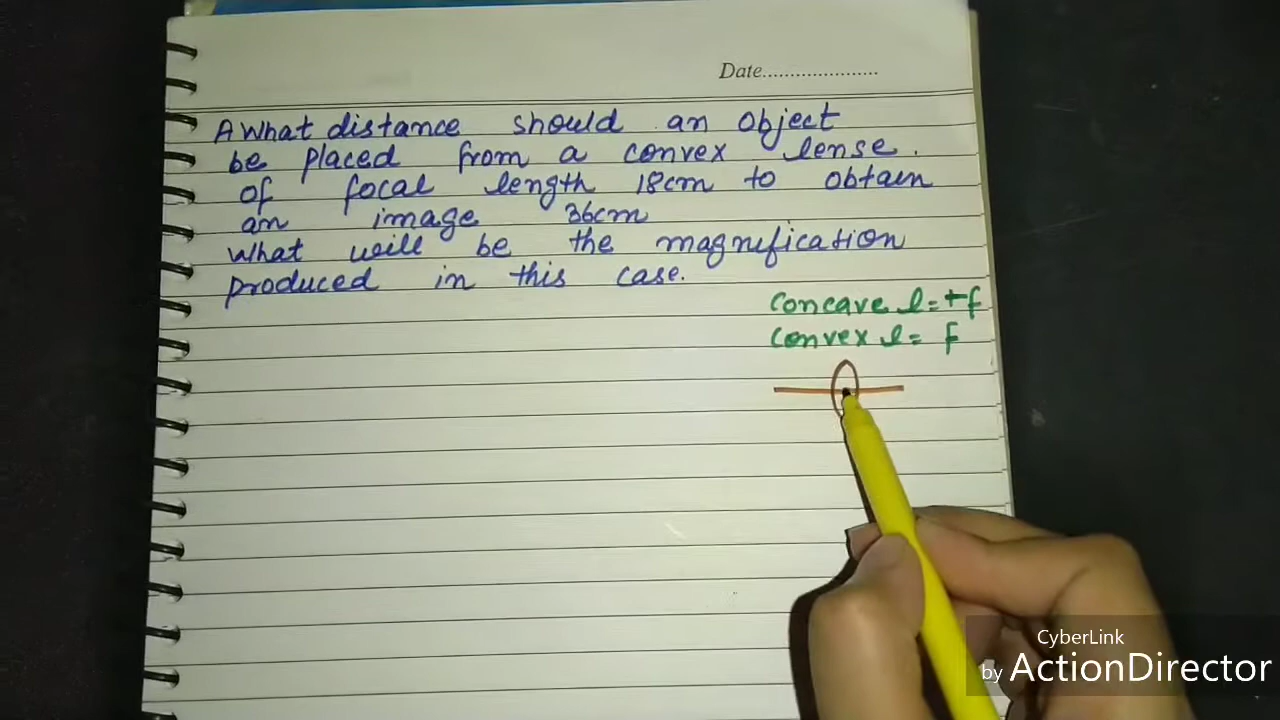 Date.....................
A What distance should an object
be placed from a convex lense.
of focal length 18cm to obtain
an image 36cm
What will be the magnification
produced in this case.
Concave l = +f
Convex l = f
CyberLink
by ActionDirector